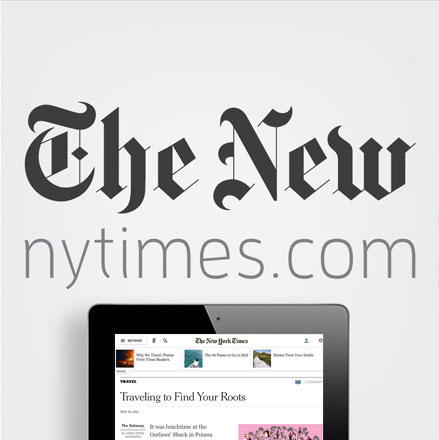 The New
nytimes.com
SECTIONS
The New York Times
Why We Travel: Photos From Times Readers
The 46 Places to Go in 2013
Stories From Your Roots
TRAVEL
Traveling to Find Your Roots
The Getaway
It was lunchtime at the
Outlaws' Shack in Poiana